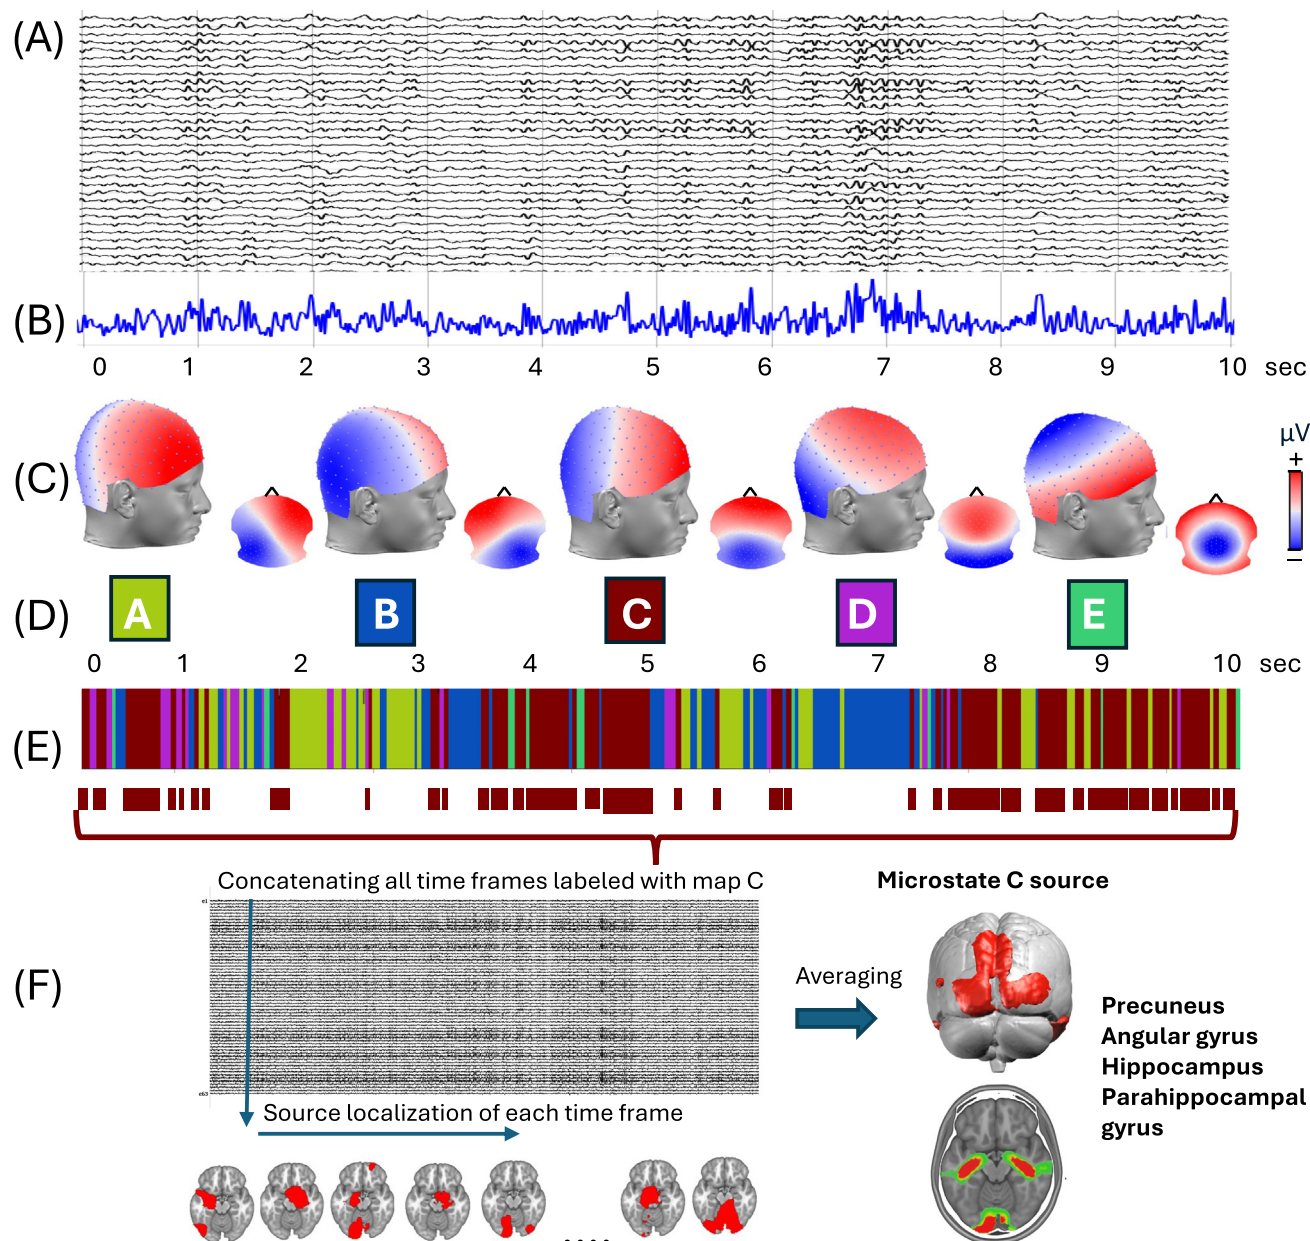 (A)
(B)
0 1 2 3 4 5 6 7 8 9 10 sec
(C)
µV
+
−
(D)
A B C D E
0 1 2 3 4 5 6 7 8 9 10 sec
(E)
Concatenating all time frames labeled with map C
Microstate C source
e1
(F)
Averaging
e63
Precuneus
Angular gyrus
Hippocampus
Parahippocampal
gyrus
Source localization of each time frame
....